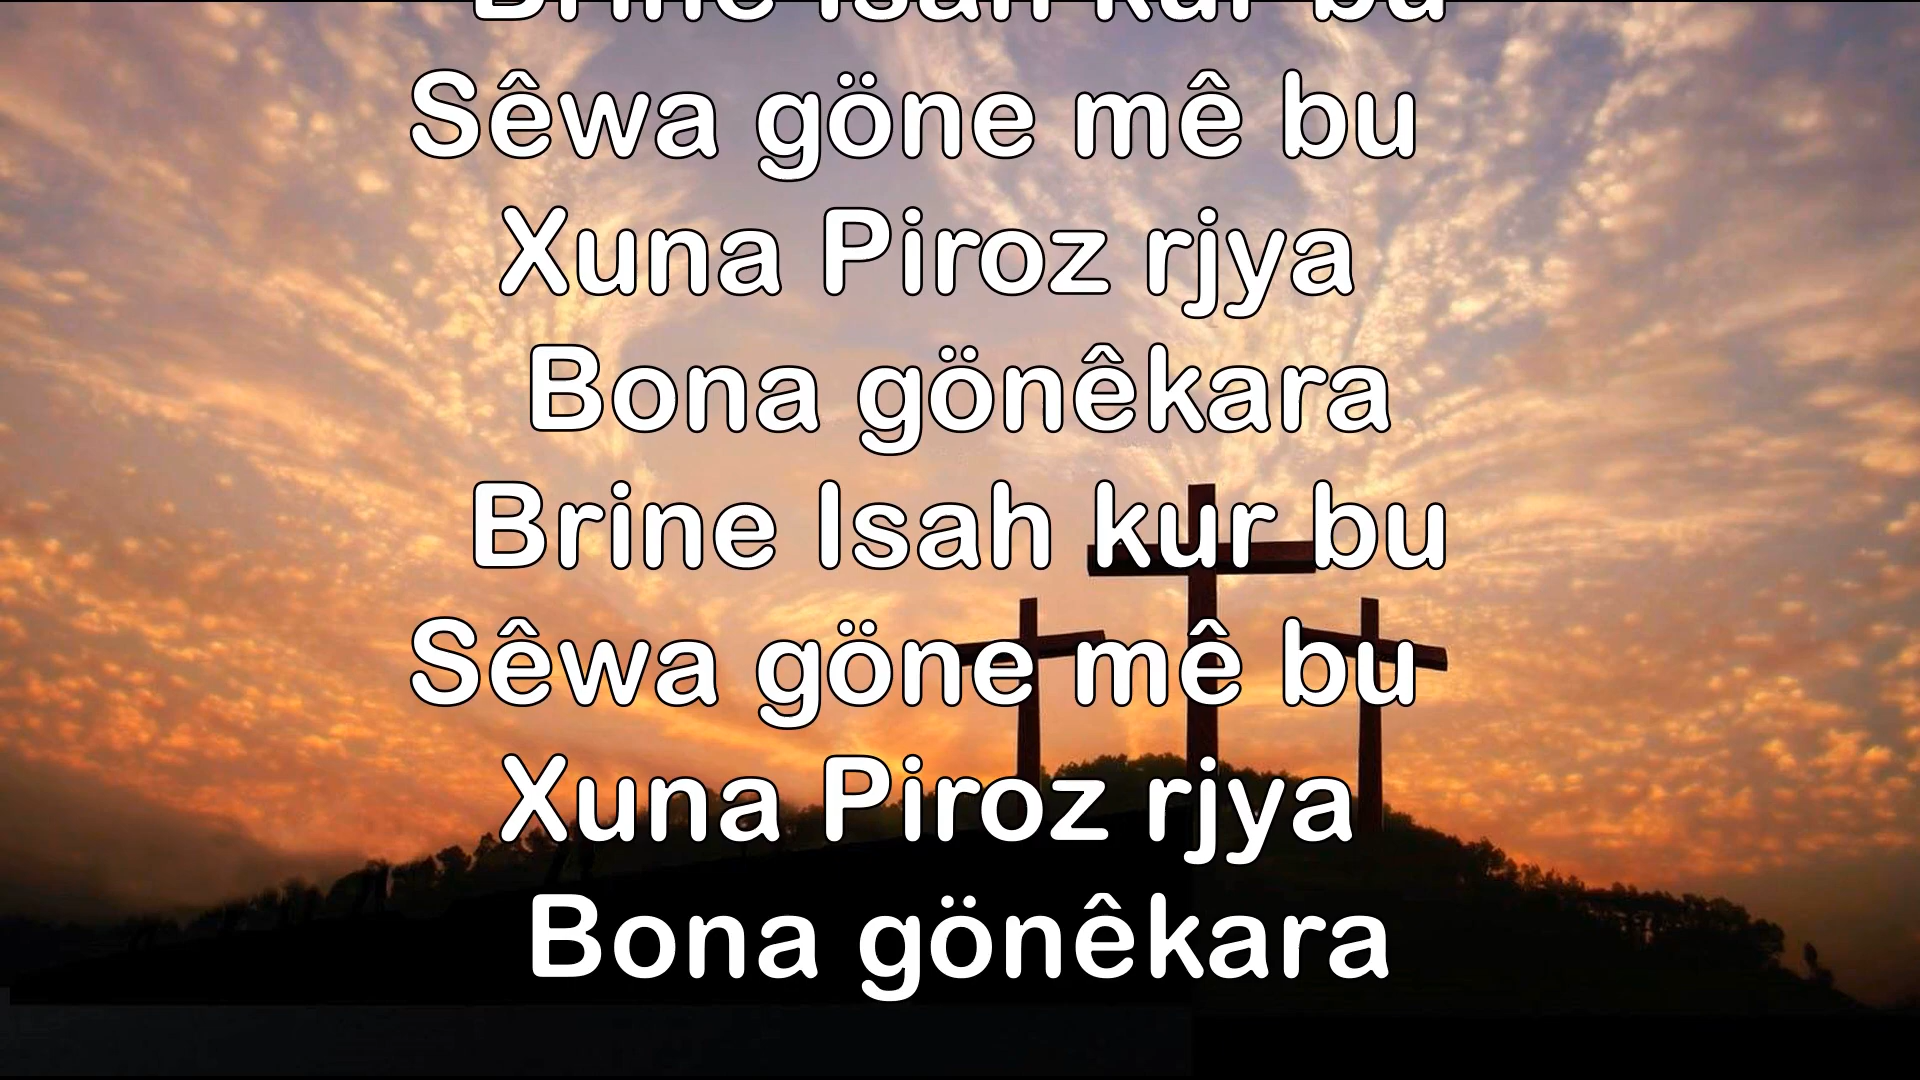 Brine Isah kur bu
Sêwa göne mê bu
Xuna Piroz rjya
Bona gönêkara
Brine Isah kur bu
Sêwa göne mê bu
Xuna Piroz rjya
Bona gönêkara